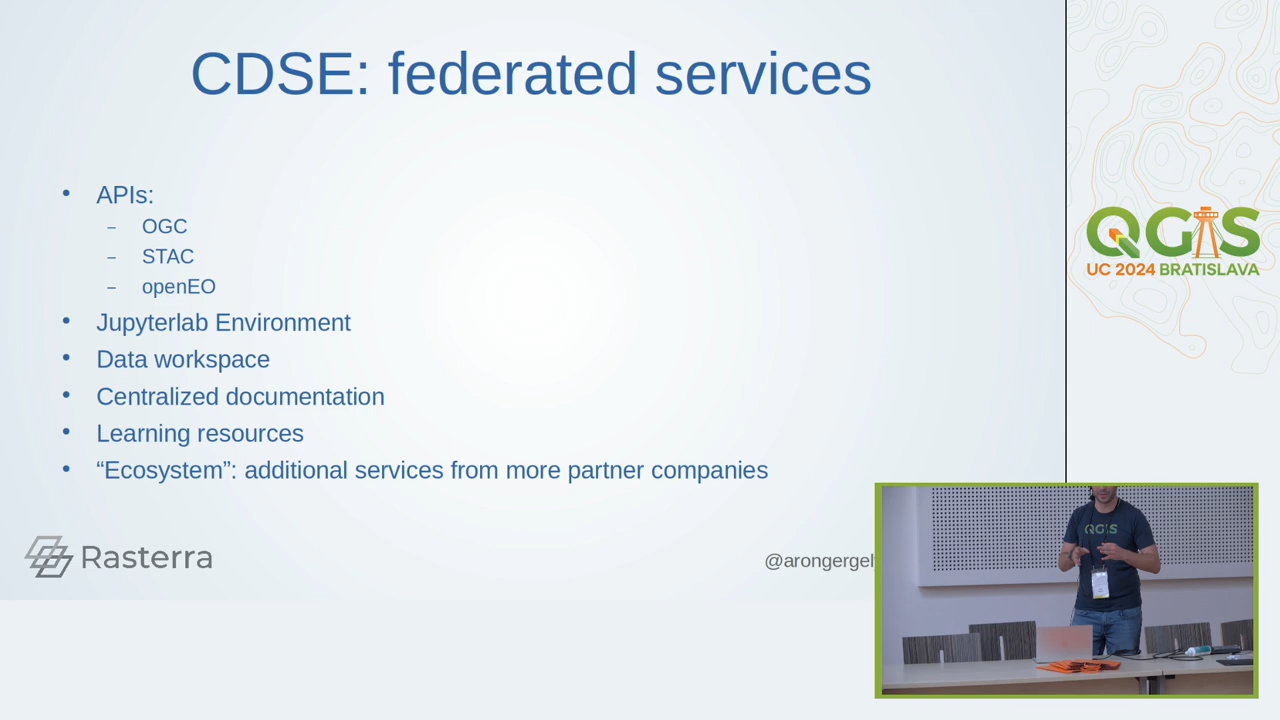 CDSE: federated services
• APIs:
– OGC
– STAC
– openEO
• Jupyterlab Environment
• Data workspace
• Centralized documentation
• Learning resources
• “Ecosystem”: additional services from more partner companies
Rasterra
@arongergel
QGIS
UC 2024 BRATISLAVA
QGIS